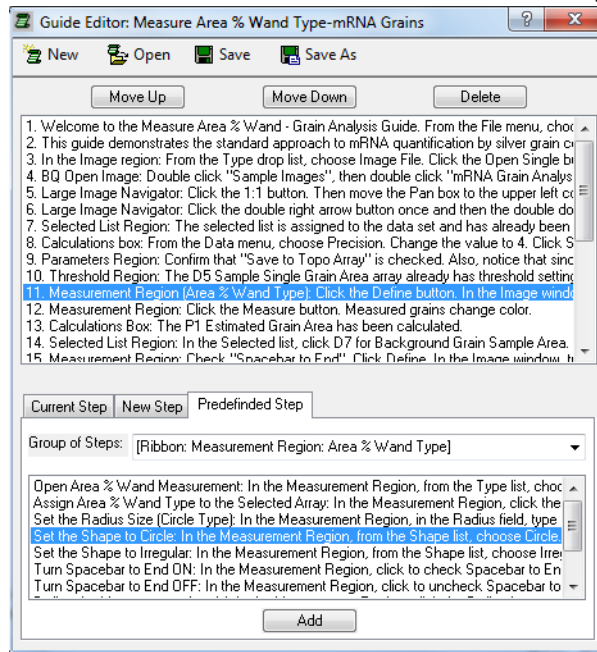 Guide Editor: Measure Area % Wand Type-mRNA Grains
New Open Save Save As
Move Up Move Down Delete
1. Welcome to the Measure Area % Wand - Grain Analysis Guide. From the File menu, choo
2. This guide demonstrates the standard approach to mRNA quantification by silver grain co
3. In the Image region: From the Type drop list, choose Image File. Click the Open Single bu
4. BQ Open Image: Double click "Sample Images", then double click "mRNA Grain Analys
5. Large Image Navigator: Click the 1:1 button. Then move the Pan box to the upper left co
6. Large Image Navigator: Click the double right arrow button once and then the double do
7. Selected List Region: The selected list is assigned to the data set and has already been
8. Calculations box: From the Data menu, choose Precision. Change the value to 4. Click S
9. Parameters Region: Confirm that "Save to Topo Array" is checked. Also, notice that sinc
10. Threshold Region: The D5 Sample Single Grain Area array already has threshold setting
11. Measurement Region (Area % Wand Type): Click the Define button. In the Image windo
12. Measurement Region: Click the Measure button. Measured grains change color.
13. Calculations Box: The P1 Estimated Grain Area has been calculated.
14. Selected List Region: In the Selected list, click D7 for Background Grain Sample Area.
15. Measurement Region: Check "Spacebar to End". Click Define. In the Image window, tr
Current Step New Step Predefinded Step
Group of Steps: [Ribbon: Measurement Region: Area % Wand Type]
Open Area % Wand Measurement: In the Measurement Region, from the Type list, choc
Assign Area % Wand Type to the Selected Array: In the Measurement Region, click the
Set the Radius Size (Circle Type): In the Measurement Region, in the Radius field, type
Set the Shape to Circle: In the Measurement Region, from the Shape list, choose Circle.
Set the Shape to Irregular: In the Measurement Region, from the Shape list, choose Irreg
Turn Spacebar to End ON: In the Measurement Region, click to check Spacebar to En
Turn Spacebar to End OFF: In the Measurement Region, click to uncheck Spacebar to
Add